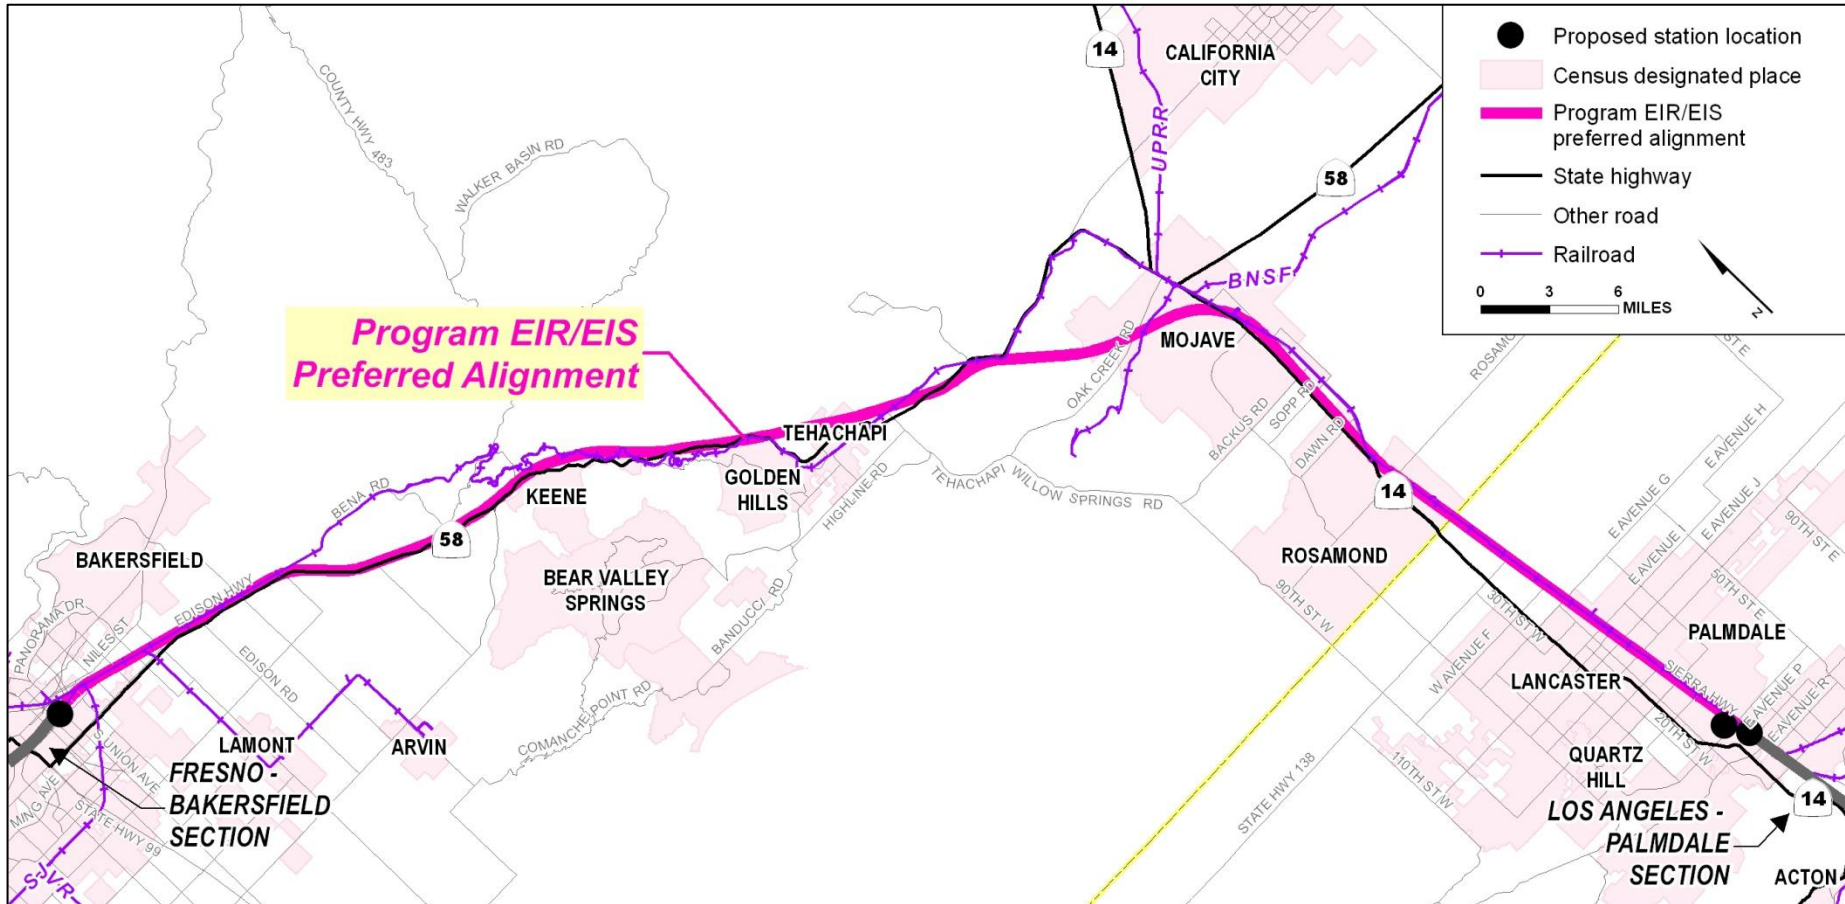 14
CALIFORNIA
CITY
COUNTY HWY 483
WALKER BASIN RD
UPRR
58
BNSF
Proposed station location
Census designated place
Program EIR/EIS
preferred alignment
State highway
Other road
Railroad
0 3 6
MILES
N
Program EIR/EIS
Preferred Alignment
MOJAVE
OAK CREEK RD
BACKUS RD
SOPP RD
DAWN RD
ST E
TEHACHAPI
GOLDEN
HILLS
HIGHLINE RD
TEHACHAPI WILLOW SPRINGS RD
KEENE
BENA RD
58
BAKERSFIELD
EDISON HWY
PANORAMA DR
NILES ST
EDISON RD
BEAR VALLEY
SPRINGS
BANDUCCI RD
COMANCHE POINT RD
LAMONT
ARVIN
S UNION AVE
MING AVE
STATE HWY 99
SJVR
FRESNO -
BAKERSFIELD
SECTION
14
ROSAMOND
90TH ST W
30TH ST W
E AVENUE G
E AVENUE H
E AVENUE I
E AVENUE J
90TH ST E
50TH ST E
PALMDALE
W AVENUE F
LANCASTER
SIERRA HWY
E AVENUE P
E AVENUE R
20TH ST W
110TH ST W
STATE HWY 138
QUARTZ
HILL
LOS ANGELES -
PALMDALE
SECTION
14
ACTON